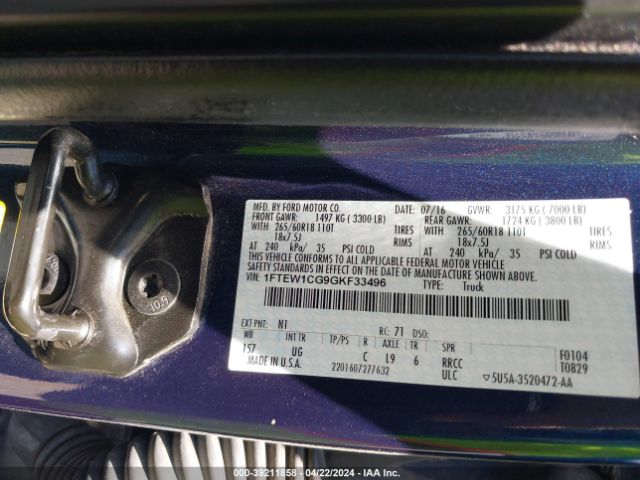 MFD. BY FORD MOTOR CO.
07/16 GVWR: 3175 KG ( 7000 LB)
FRONT GAWR: 1497 KG ( 3300 LB)
REAR GAWR: 1724 KG ( 3800 LB)
WITH 265/60R18 110T TIRES
WITH 265/60R18 110T TIRES
18x7.5J RIMS
18x7.5J RIMS
AT 240 kPa/ 35 PSI COLD
AT 240 kPa/ 35 PSI COLD
THIS VEHICLE CONFORMS TO ALL APPLICABLE FEDERAL MOTOR VEHICLE
SAFETY AND THEFT PREVENTION STANDARDS IN EFFECT ON THE DATE OF
MANUFACTURE SHOWN ABOVE.
VIN: 1FTEW1CG9GKF33496 TYPE: Truck
EXT PNT: N1 RC: 71 DSO:
WB INT TR TP/PS R AXLE TR SPR
157 UG C L9 6 RRCC F0104
ULC T0829
MADE IN U.S.A. 2201607277632 ▽5U5A-3520472-AA
10.9
000-39211858 - 04/22/2024 - IAA Inc.